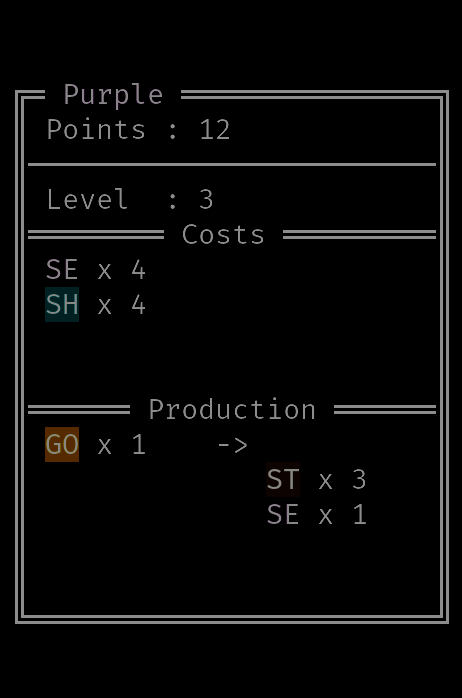 Purple
Points : 12
Level  : 3
Costs
SE x 4
SH x 4
Production
GO x 1    ->
ST x 3
SE x 1